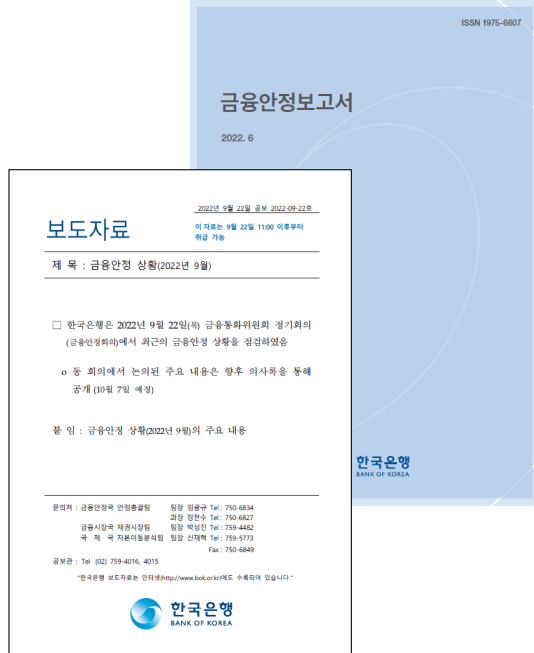 ISSN 1975-6607
금융안정보고서
2022. 6
한국은행
BANK OF KOREA
2022년 9월 22일 공보 2022-09-22호
보도자료
이 자료는 9월 22일 11:00 이후부터
취급 가능
제 목 : 금융안정 상황(2022년 9월)
□ 한국은행은 2022년 9월 22일(목) 금융통화위원회 정기회의
(금융안정회의)에서 최근의 금융안정 상황을 점검하였음
o 동 회의에서 논의된 주요 내용은 향후 의사록을 통해
공개 (10월 7일 예정)
붙 임 : 금융안정 상황(2022년 9월)의 주요 내용
문의처 : 금융안정국 안정총괄팀 팀장 임광규 Tel : 750-6834
과장 정천수 Tel : 750-6827
금융시장국 채권시장팀 팀장 박성진 Tel : 759-4482
국 제 국 자본이동분석팀 팀장 신재혁 Tel : 759-5773
Fax : 750-6849
공보관 : Tel (02) 759-4016, 4015
"한국은행 보도자료는 인터넷(http://www.bok.or.kr)에도 수록되어 있습니다."
한국은행
BANK OF KOREA